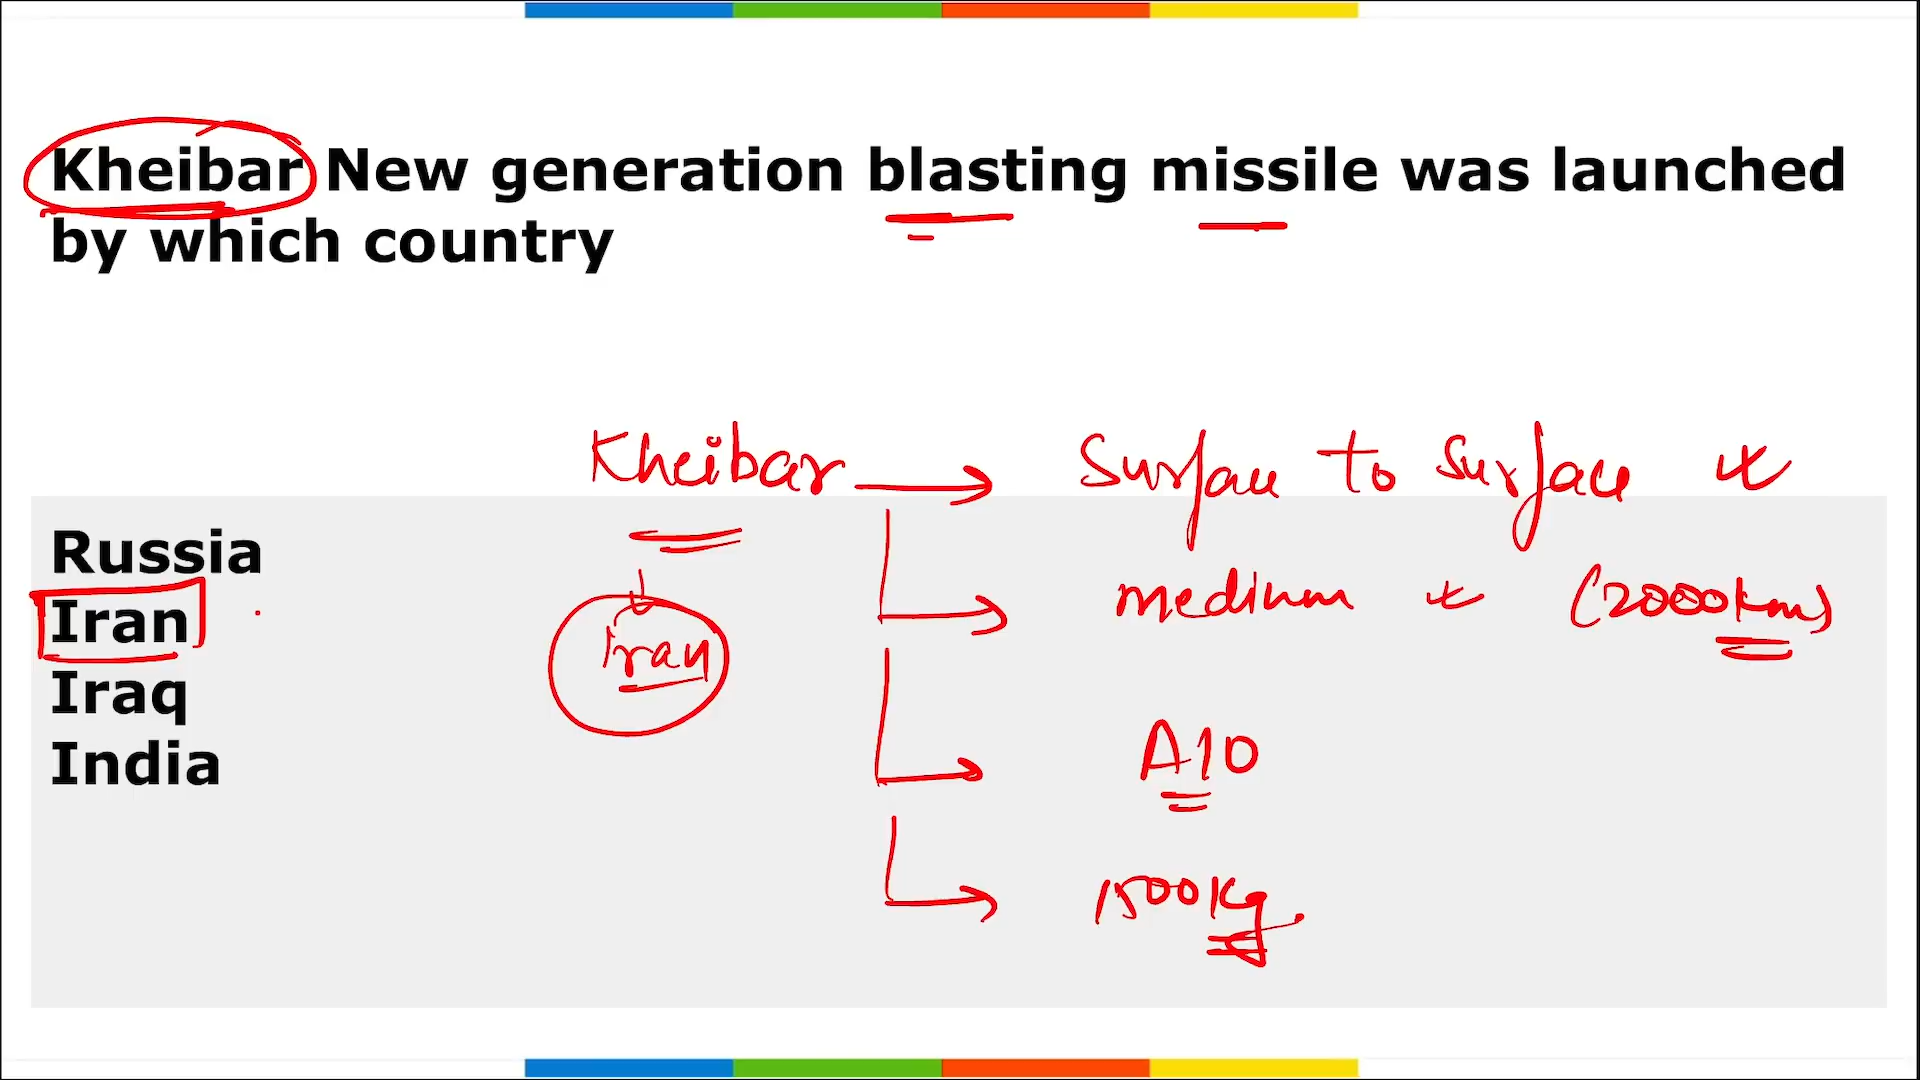 Kheibar New generation blasting missile was launched
by which country
Kheibar → Surface to Surface
Russia
Iran
Iraq
India
Iran
medium (2000km)
A10
1500kg.